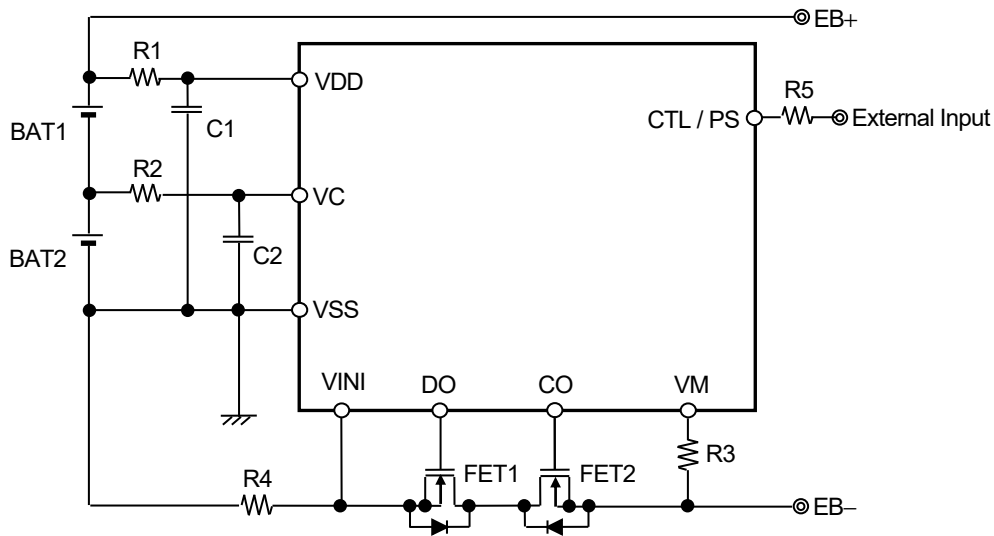 EB+
R1
VDD
R5
BAT1
C1
CTL / PS
External Input
R2
VC
BAT2
C2
VSS
VINI
DO
CO
VM
R3
R4
FET1
FET2
EB−